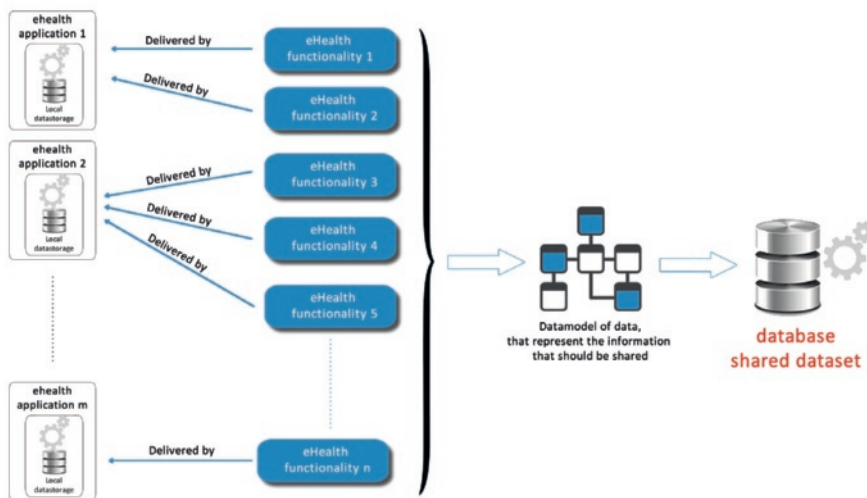 ehealth
application 1
Local
datastorage
Delivered by
eHealth
functionality 1
Delivered by
eHealth
functionality 2
ehealth
application 2
Local
datastorage
Delivered by
eHealth
functionality 3
Delivered by
eHealth
functionality 4
Delivered by
eHealth
functionality 5
ehealth
application m
Local
datastorage
Delivered by
eHealth
functionality n
Datamodel of data,
that represent the information
that should be shared
database
shared dataset